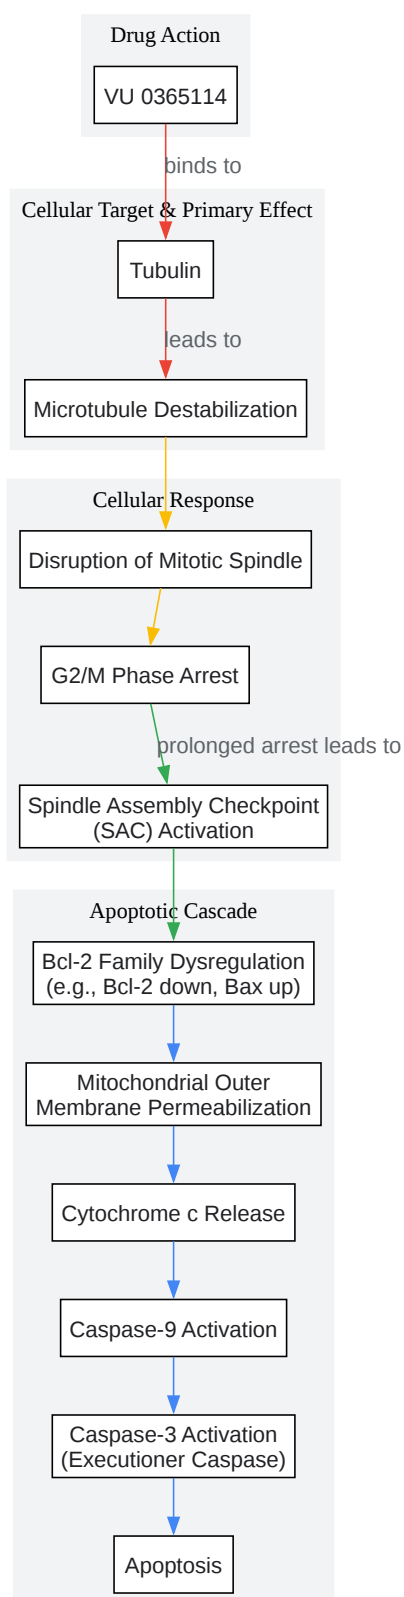 Drug Action
VU 0365114
binds to
Cellular Target & Primary Effect
Tubulin
leads to
Microtubule Destabilization
Cellular Response
Disruption of Mitotic Spindle
G2/M Phase Arrest
prolonged arrest leads to
Spindle Assembly Checkpoint
(SAC) Activation
Apoptotic Cascade
Bcl-2 Family Dysregulation
(e.g., Bcl-2 down, Bax up)
Mitochondrial Outer
Membrane Permeabilization
Cytochrome c Release
Caspase-9 Activation
Caspase-3 Activation
(Executioner Caspase)
Apoptosis